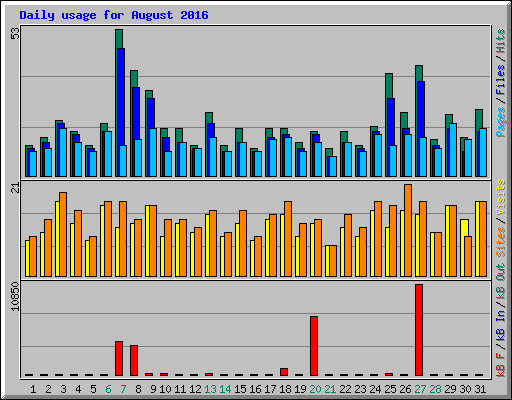 Daily usage for August 2016
53
Pages / Files / Hits
21
Sites / Visits
10850
kB F / kB In / kB Out
1 2 3 4 5 6 7 8 9 10 11 12 13 14 15 16 17 18 19 20 21 22 23 24 25 26 27 28 29 30 31